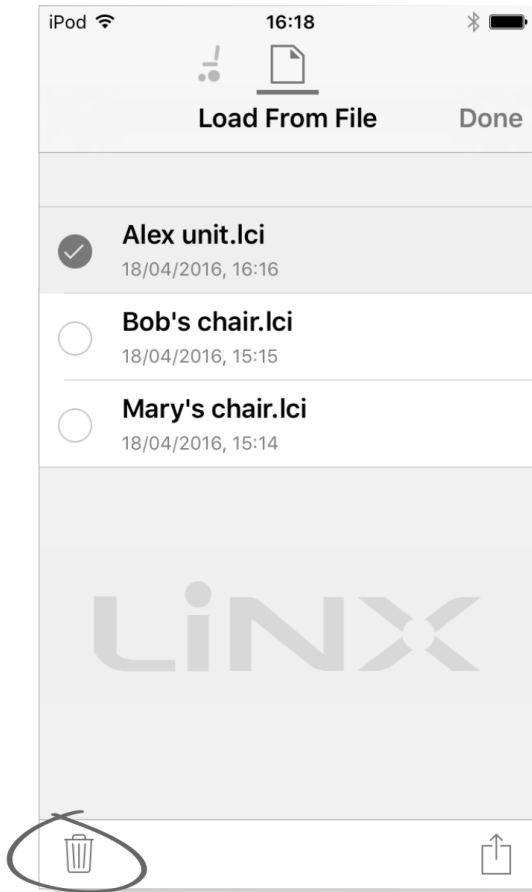 iPod 16:18
Load From File Done
Alex unit.lci
18/04/2016, 16:16
Bob's chair.lci
18/04/2016, 15:15
Mary's chair.lci
18/04/2016, 15:14
LiNX